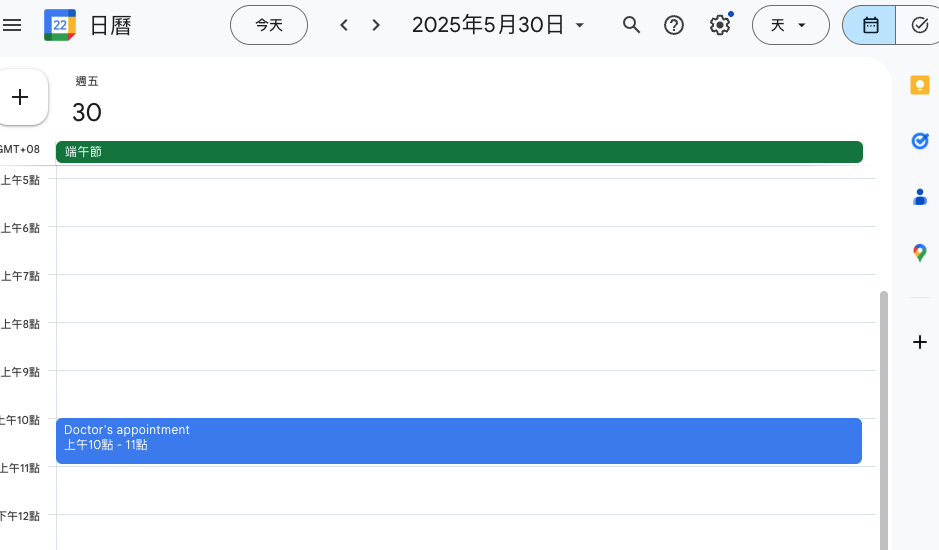 22
日曆
今天
2025年5月30日
天
週五
30
GMT+08
端午節
上午5點
上午6點
上午7點
上午8點
上午9點
上午10點
Doctor's appointment
上午10點 - 11點
上午11點
下午12點